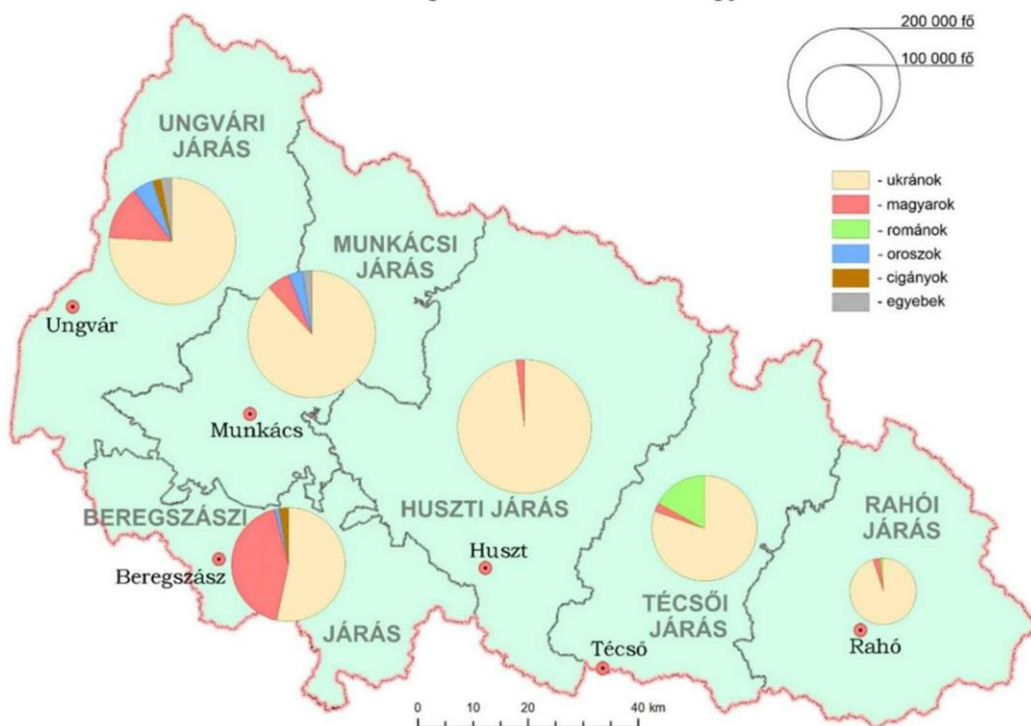 200 000 fő
100 000 fő
- ukránok
- magyarok
- románok
- oroszok
- cigányok
- egyebek
UNGVÁRI
JÁRÁS
MUNKÁCSI
JÁRÁS
Ungvár
Munkács
BEREGSZÁSZI
Beregszász
JÁRÁS
HUSZTI JÁRÁS
Huszt
TÉCSŐI
JÁRÁS
Técső
RAHÓI
JÁRÁS
Rahó
0 10 20 40 km